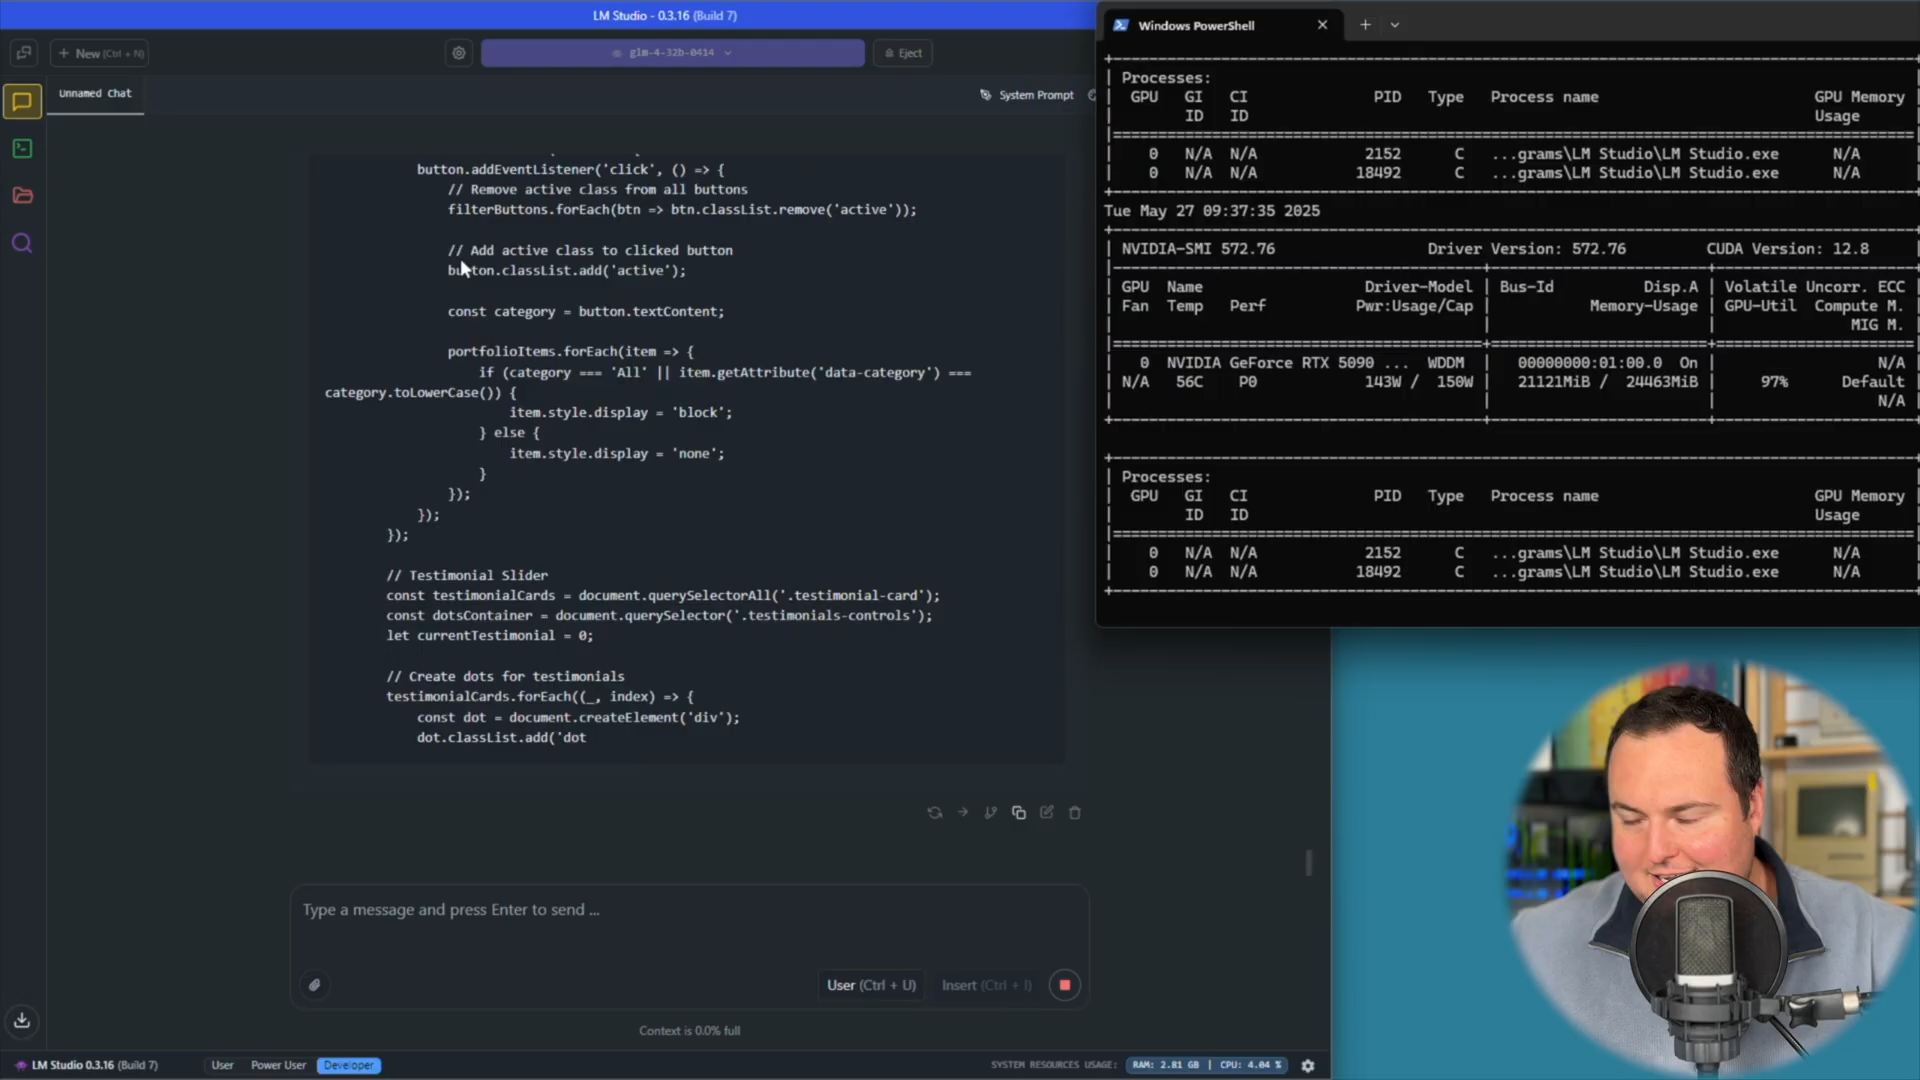 LM Studio - 0.3.16 (Build 7)
+ New (Ctrl + N)
glm-4-32b-0414
Eject
Unnamed Chat
System Prompt
button.addEventListener('click', () => {
// Remove active class from all buttons
filterButtons.forEach(btn => btn.classList.remove('active'));
// Add active class to clicked button
button.classList.add('active');
const category = button.textContent;
portfolioItems.forEach(item => {
if (category === 'All' || item.getAttribute('data-category') ===
category.toLowerCase()) {
item.style.display = 'block';
} else {
item.style.display = 'none';
}
});
});
});
// Testimonial Slider
const testimonialCards = document.querySelectorAll('.testimonial-card');
const dotsContainer = document.querySelector('.testimonials-controls');
let currentTestimonial = 0;
// Create dots for testimonials
testimonialCards.forEach((_, index) => {
const dot = document.createElement('div');
dot.classList.add('dot
Type a message and press Enter to send ...
User (Ctrl + U)
Insert (Ctrl + I)
Context is 0.0% full
LM Studio 0.3.16 (Build 7)
User
Power User
Developer
SYSTEM RESOURCES USAGE:
RAM: 2.81 GB | CPU: 4.04 %
Windows PowerShell
Processes:
GPU GI CI PID Type Process name GPU Memory
ID ID Usage
0 N/A N/A 2152 C ...grams\LM Studio\LM Studio.exe N/A
0 N/A N/A 18492 C ...grams\LM Studio\LM Studio.exe N/A
Tue May 27 09:37:35 2025
NVIDIA-SMI 572.76 Driver Version: 572.76 CUDA Version: 12.8
GPU Name Driver-Model | Bus-Id Disp.A | Volatile Uncorr. ECC
Fan Temp Perf Pwr:Usage/Cap | Memory-Usage | GPU-Util Compute M.
MIG M.
0 NVIDIA GeForce RTX 5090 ... WDDM | 00000000:01:00.0 On | N/A
N/A 56C P0 143W / 150W | 21121MiB / 24463MiB | 97% Default
N/A
Processes:
GPU GI CI PID Type Process name GPU Memory
ID ID Usage
0 N/A N/A 2152 C ...grams\LM Studio\LM Studio.exe N/A
0 N/A N/A 18492 C ...grams\LM Studio\LM Studio.exe N/A